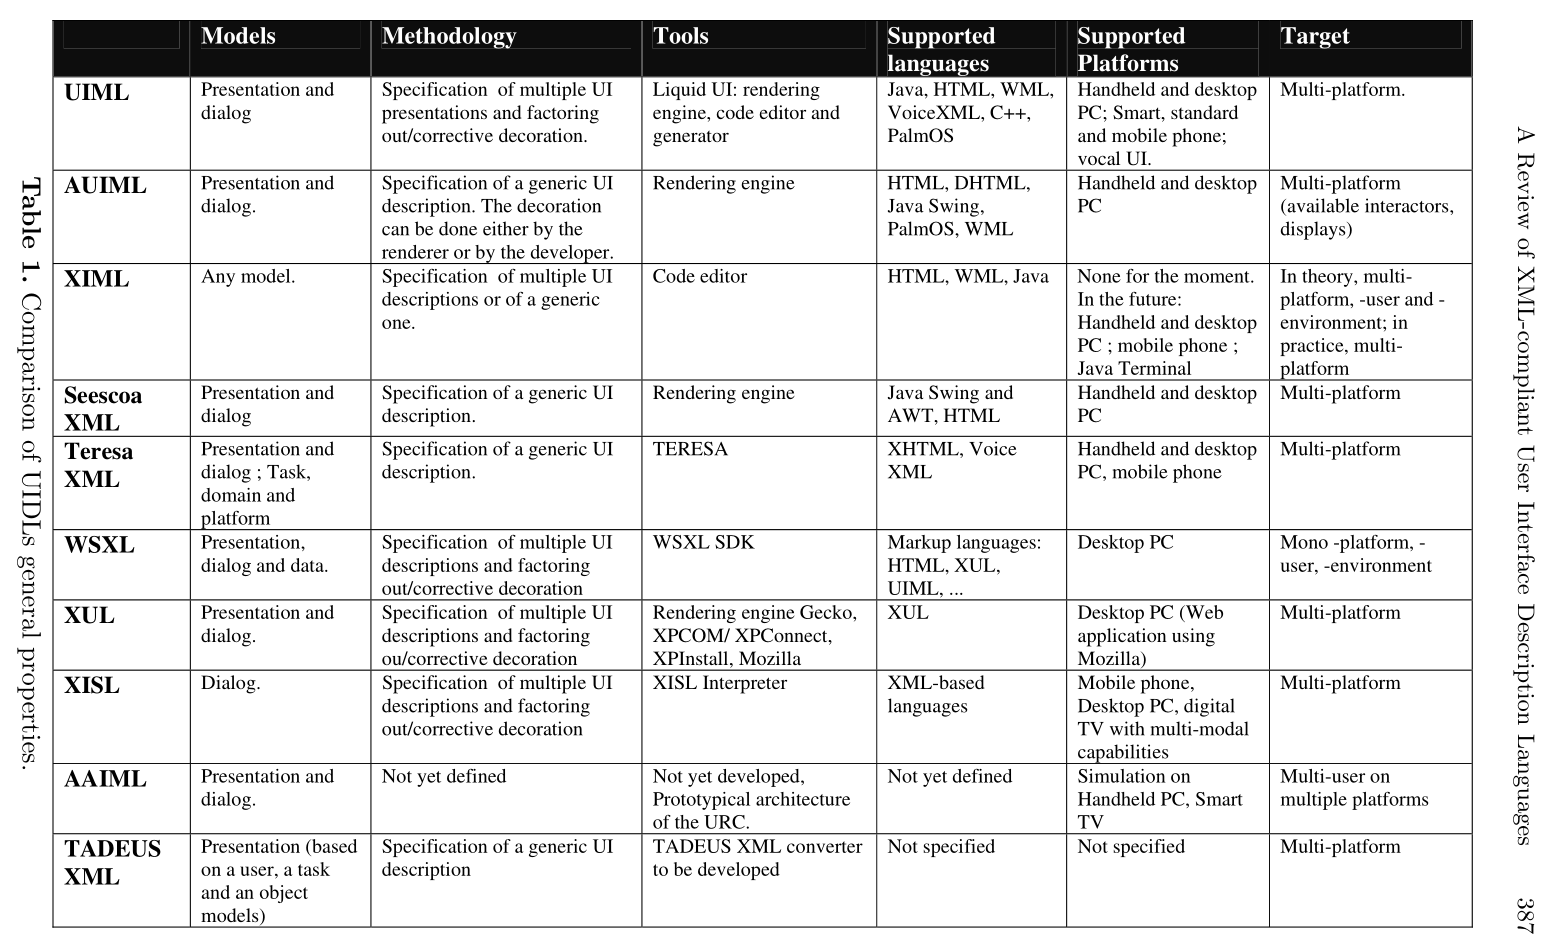 Table 1. Comparison of UIDLs general properties.
Models
Methodology
Tools
Supported
languages
Supported
Platforms
Target
UIML
Presentation and
dialog
Specification of multiple UI
presentations and factoring
out/corrective decoration.
Liquid UI: rendering
engine, code editor and
generator
Java, HTML, WML,
VoiceXML, C++,
PalmOS
Handheld and desktop
PC; Smart, standard
and mobile phone;
vocal UI.
Multi-platform.
AUIML
Presentation and
dialog.
Specification of a generic UI
description. The decoration
can be done either by the
renderer or by the developer.
Rendering engine
HTML, DHTML,
Java Swing,
PalmOS, WML
Handheld and desktop
PC
Multi-platform
(available interactors,
displays)
XIML
Any model.
Specification of multiple UI
descriptions or of a generic
one.
Code editor
HTML, WML, Java
None for the moment.
In the future:
Handheld and desktop
PC ; mobile phone ;
Java Terminal
In theory, multi-
platform, -user and -
environment; in
practice, multi-
platform
Seescoa
XML
Presentation and
dialog
Specification of a generic UI
description.
Rendering engine
Java Swing and
AWT, HTML
Handheld and desktop
PC
Multi-platform
Teresa
XML
Presentation and
dialog ; Task,
domain and
platform
Specification of a generic UI
description.
TERESA
XHTML, Voice
XML
Handheld and desktop
PC, mobile phone
Multi-platform
WSXL
Presentation,
dialog and data.
Specification of multiple UI
descriptions and factoring
out/corrective decoration
WSXL SDK
Markup languages:
HTML, XUL,
UIML, ...
Desktop PC
Mono -platform, -
user, -environment
XUL
Presentation and
dialog.
Specification of multiple UI
descriptions and factoring
ou/corrective decoration
Rendering engine Gecko,
XPCOM/ XPConnect,
XPInstall, Mozilla
XUL
Desktop PC (Web
application using
Mozilla)
Multi-platform
XISL
Dialog.
Specification of multiple UI
descriptions and factoring
out/corrective decoration
XISL Interpreter
XML-based
languages
Mobile phone,
Desktop PC, digital
TV with multi-modal
capabilities
Multi-platform
AAIML
Presentation and
dialog.
Not yet defined
Not yet developed,
Prototypical architecture
of the URC.
Not yet defined
Simulation on
Handheld PC, Smart
TV
Multi-user on
multiple platforms
TADEUS
XML
Presentation (based
on a user, a task
and an object
models)
Specification of a generic UI
description
TADEUS XML converter
to be developed
Not specified
Not specified
Multi-platform
A Review of XML-compliant User Interface Description Languages 387